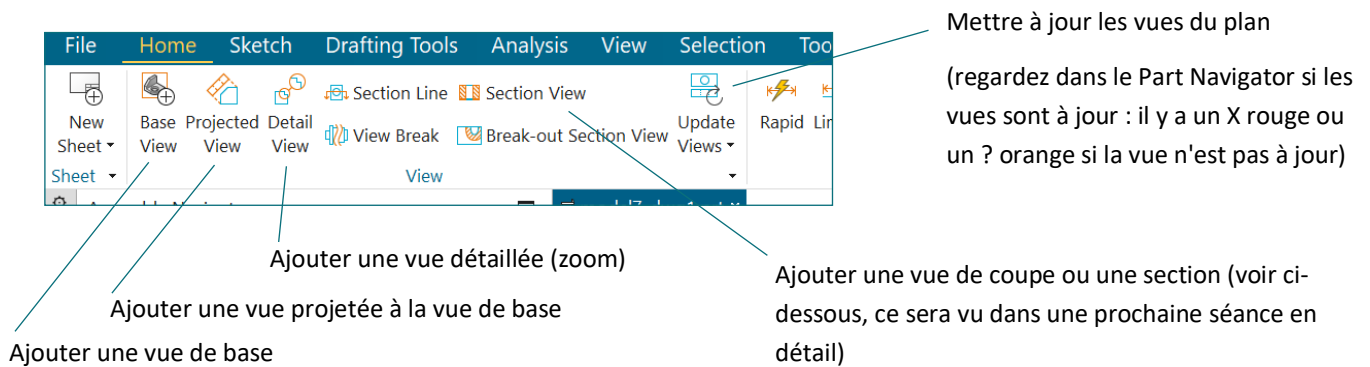 Mettre à jour les vues du plan
(regardez dans le Part Navigator si les
vues sont à jour : il y a un X rouge ou
un ? orange si la vue n'est pas à jour)
File Home Sketch Drafting Tools Analysis View Selection
New Sheet
Base View
Projected View
Detail View
Section Line
Section View
View Break
Break-out Section View
Update Views
Rapid
Sheet
View
Ajouter une vue détaillée (zoom)
Ajouter une vue projetée à la vue de base
Ajouter une vue de base
Ajouter une vue de coupe ou une section (voir ci-
dessous, ce sera vu dans une prochaine séance en
détail)